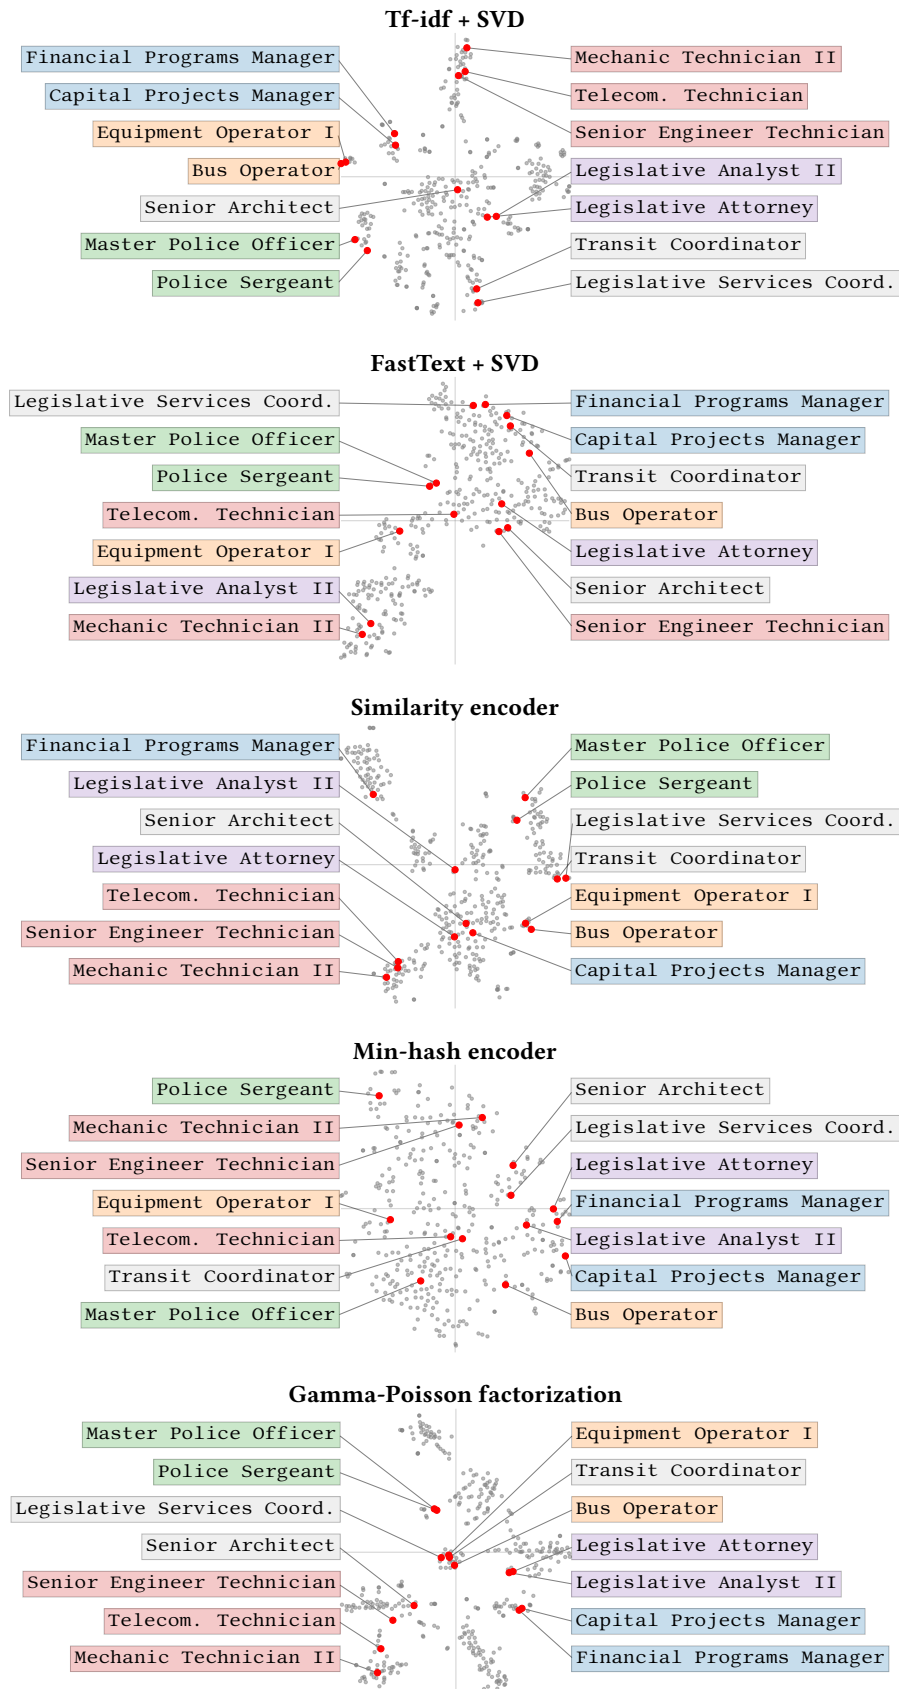 Tf-idf + SVD
Financial Programs Manager
Capital Projects Manager
Equipment Operator I
Bus Operator
Senior Architect
Master Police Officer
Police Sergeant
Mechanic Technician II
Telecom. Technician
Senior Engineer Technician
Legislative Analyst II
Legislative Attorney
Transit Coordinator
Legislative Services Coord.
FastText + SVD
Legislative Services Coord.
Master Police Officer
Police Sergeant
Telecom. Technician
Equipment Operator I
Legislative Analyst II
Mechanic Technician II
Financial Programs Manager
Capital Projects Manager
Transit Coordinator
Bus Operator
Legislative Attorney
Senior Architect
Senior Engineer Technician
Similarity encoder
Financial Programs Manager
Legislative Analyst II
Senior Architect
Legislative Attorney
Telecom. Technician
Senior Engineer Technician
Mechanic Technician II
Master Police Officer
Police Sergeant
Legislative Services Coord.
Transit Coordinator
Equipment Operator I
Bus Operator
Capital Projects Manager
Min-hash encoder
Police Sergeant
Mechanic Technician II
Senior Engineer Technician
Equipment Operator I
Telecom. Technician
Transit Coordinator
Master Police Officer
Senior Architect
Legislative Services Coord.
Legislative Attorney
Financial Programs Manager
Legislative Analyst II
Capital Projects Manager
Bus Operator
Gamma-Poisson factorization
Master Police Officer
Police Sergeant
Legislative Services Coord.
Senior Architect
Senior Engineer Technician
Telecom. Technician
Mechanic Technician II
Equipment Operator I
Transit Coordinator
Bus Operator
Legislative Attorney
Legislative Analyst II
Capital Projects Manager
Financial Programs Manager